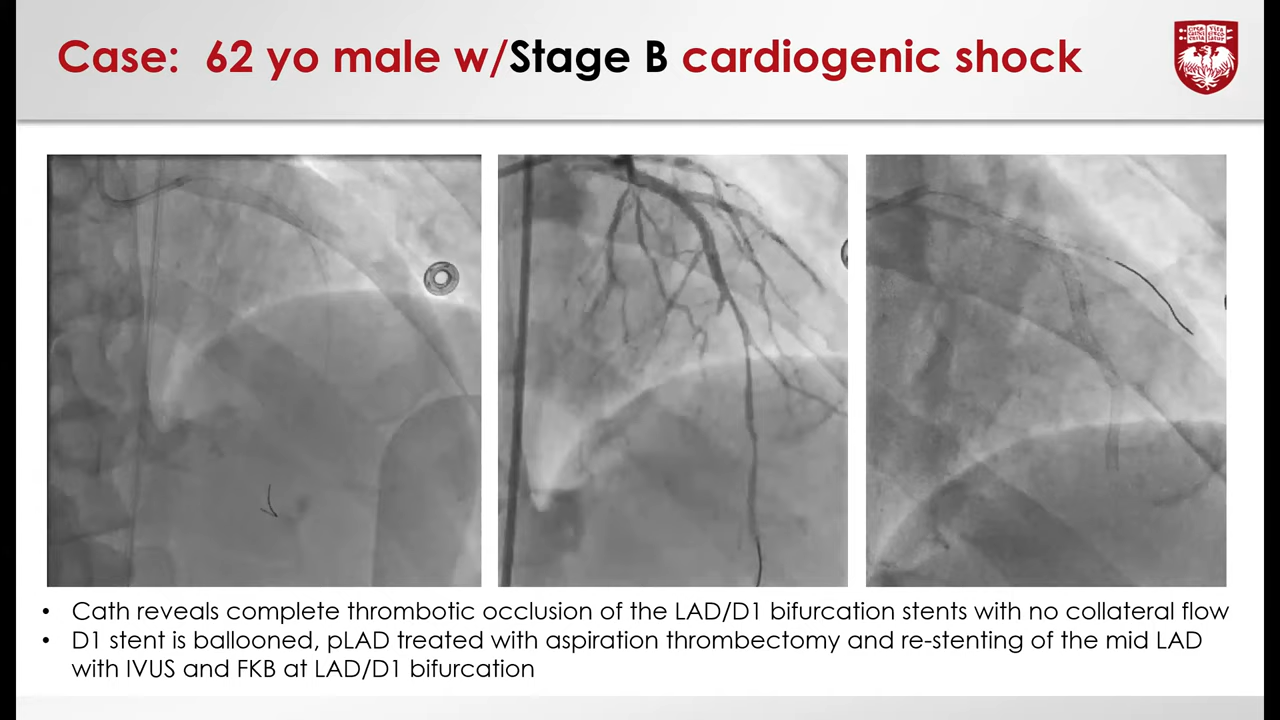 Case: 62 yo male w/Stage B cardiogenic shock
• Cath reveals complete thrombotic occlusion of the LAD/D1 bifurcation stents with no collateral flow
• D1 stent is ballooned, pLAD treated with aspiration thrombectomy and re-stenting of the mid LAD
with IVUS and FKB at LAD/D1 bifurcation